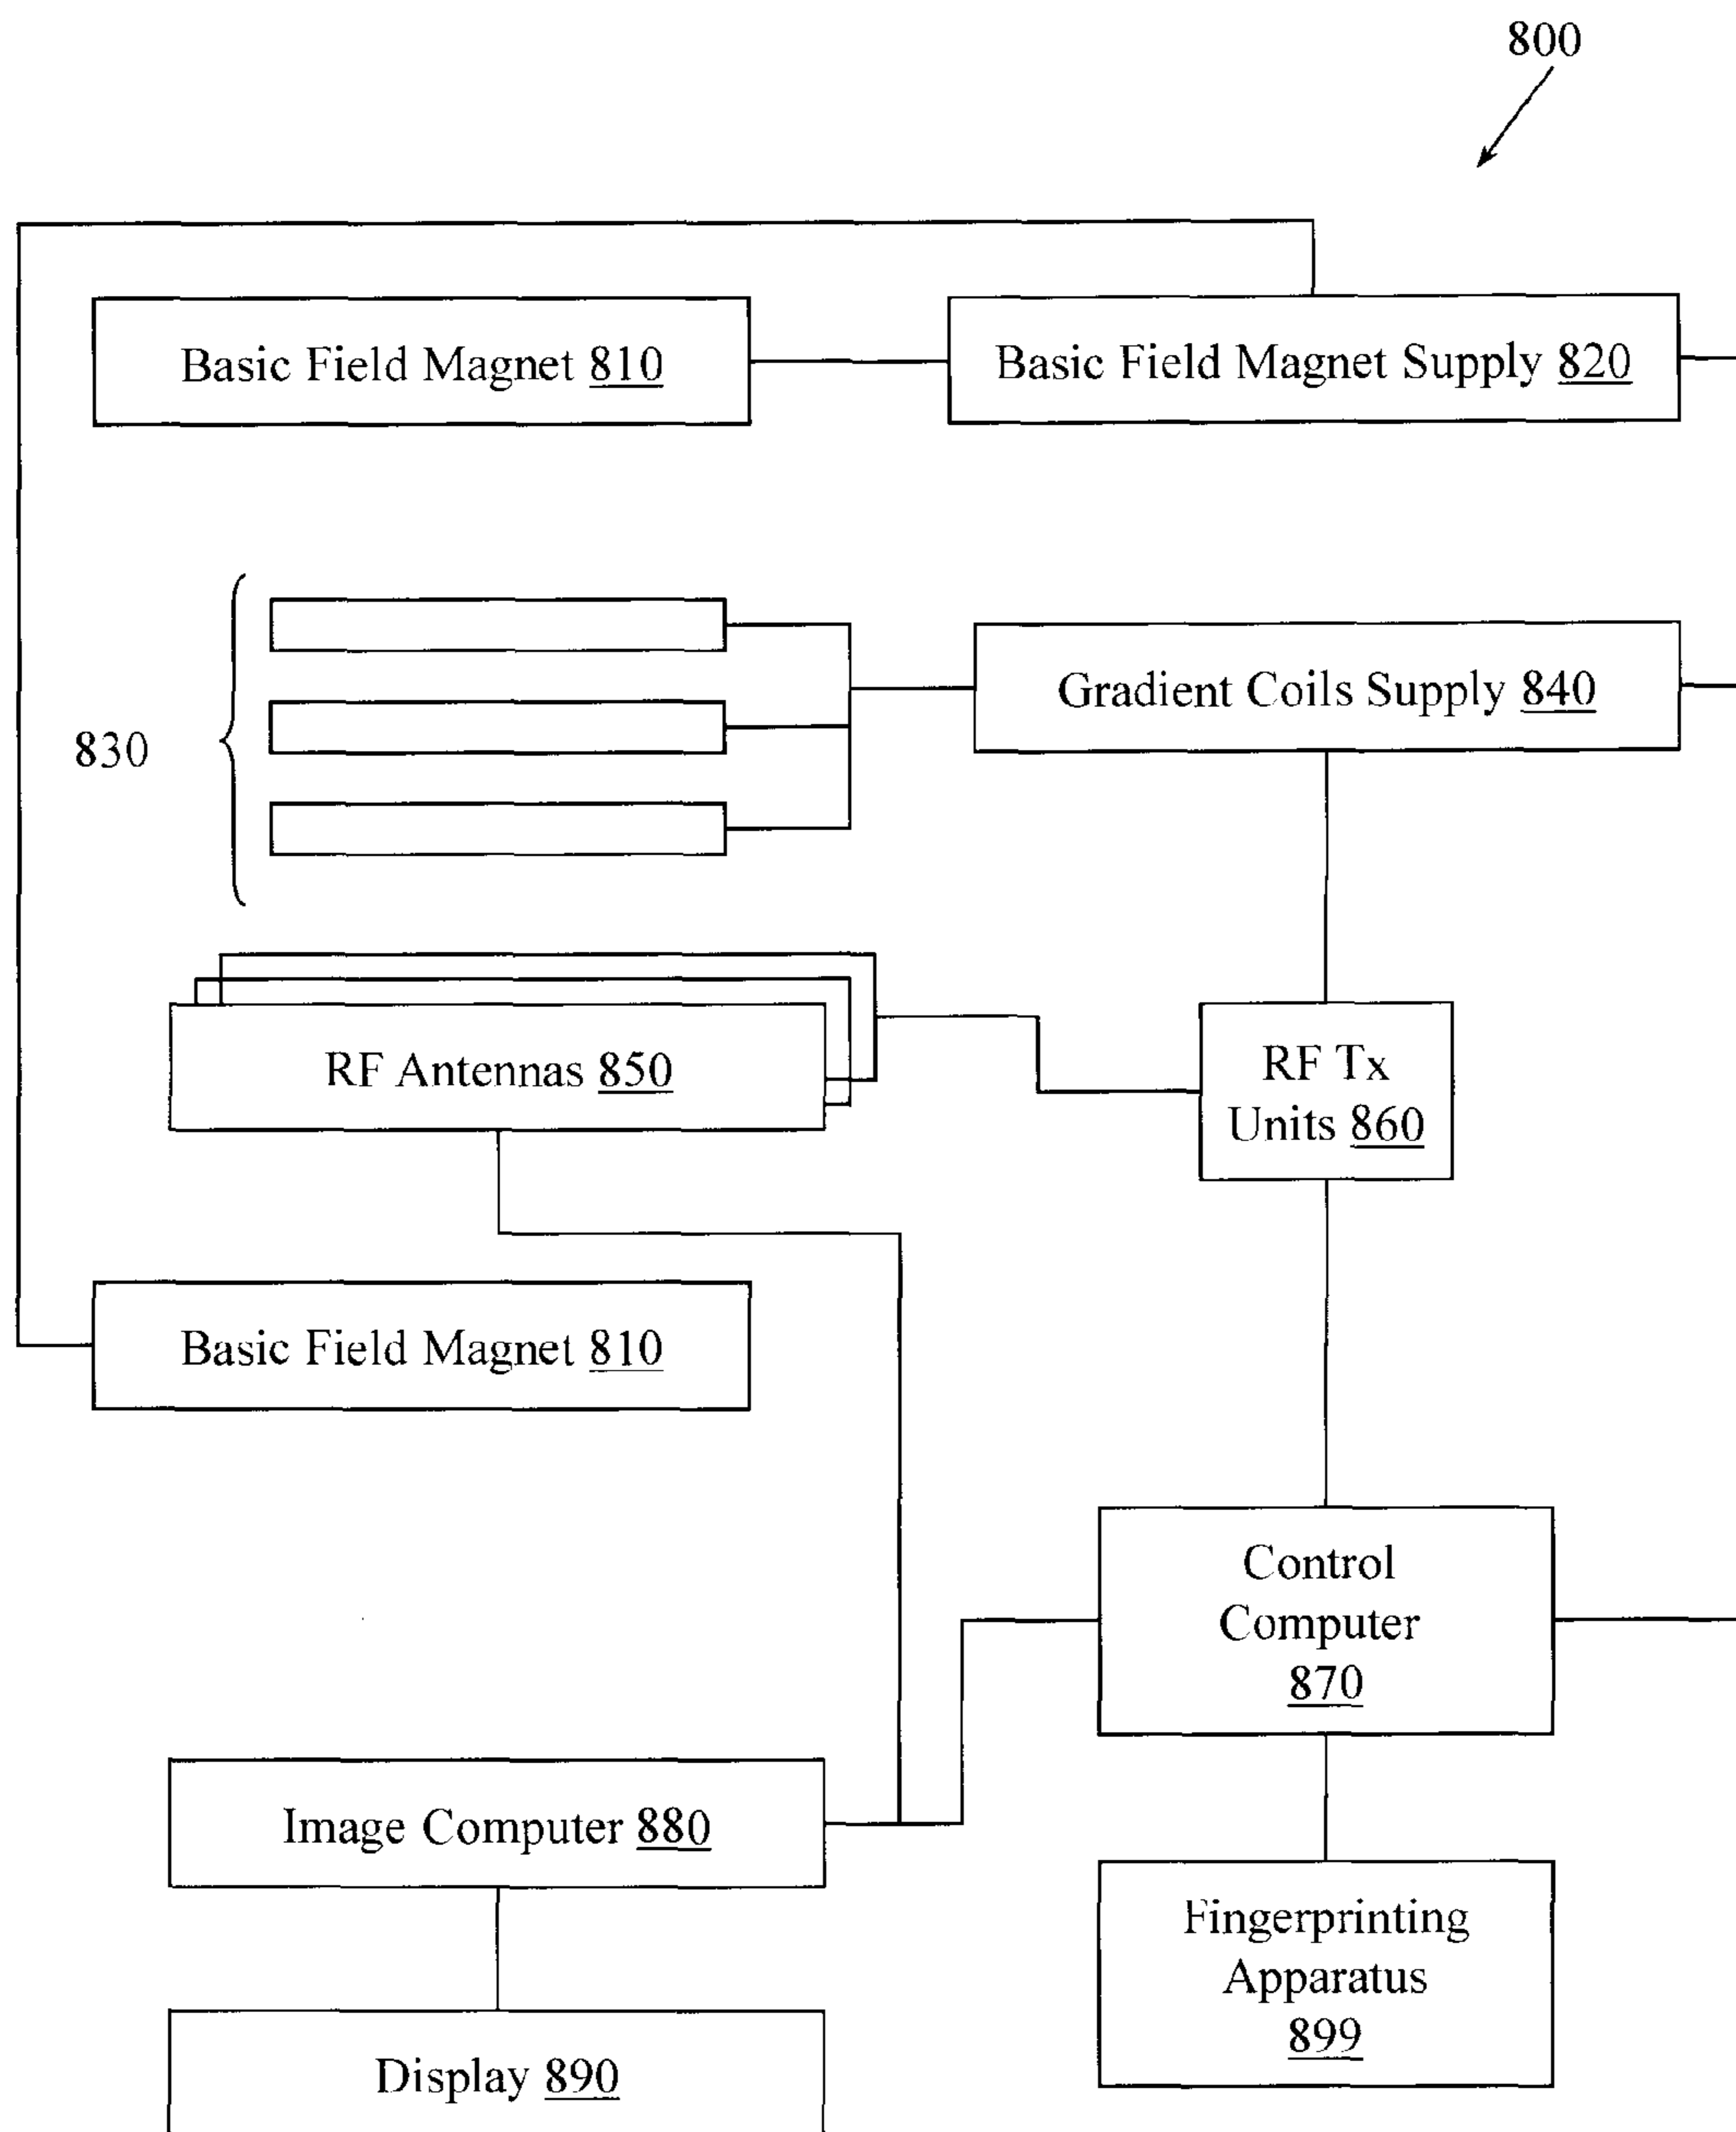 800
Basic Field Magnet 810
Basic Field Magnet Supply 820
830
Gradient Coils Supply 840
RF Antennas 850
RF Tx
Units 860
Basic Field Magnet 810
Control
Computer
870
Image Computer 880
Fingerprinting
Apparatus
899
Display 890